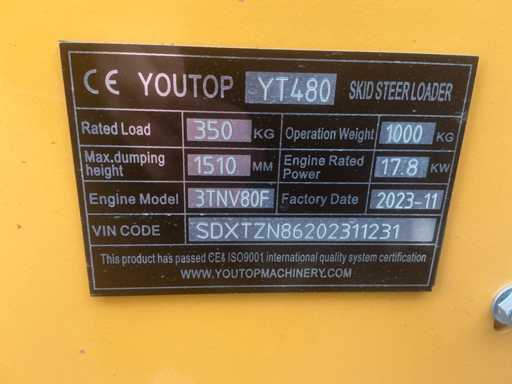 CE YOUTOP YT480 SKID STEER LOADER
Rated Load 350 KG Operation Weight 1000 KG
Max.dumping height 1510 MM Engine Rated Power 17.8 KW
Engine Model 3TNV80F Factory Date 2023-11
VIN CODE SDXTZN86202311231
This product has passed CE& ISO9001 international quality system certification
WWW.YOUTOPMACHINERY.COM